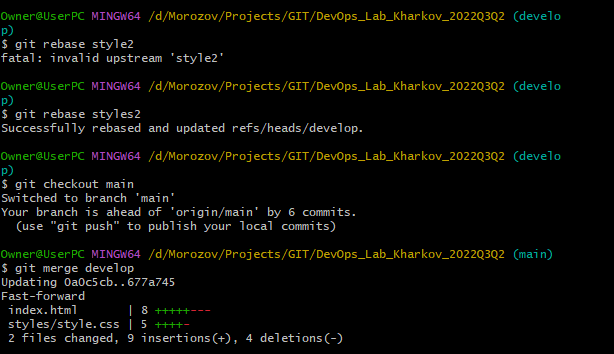 Owner@UserPC MINGW64 /d/Morozov/Projects/GIT/DevOps_Lab_Kharkov_2022Q3Q2 (develo
p)
$ git rebase style2
fatal: invalid upstream 'style2'
Owner@UserPC MINGW64 /d/Morozov/Projects/GIT/DevOps_Lab_Kharkov_2022Q3Q2 (develo
p)
$ git rebase styles2
Successfully rebased and updated refs/heads/develop.
Owner@UserPC MINGW64 /d/Morozov/Projects/GIT/DevOps_Lab_Kharkov_2022Q3Q2 (develo
p)
$ git checkout main
Switched to branch 'main'
Your branch is ahead of 'origin/main' by 6 commits.
  (use "git push" to publish your local commits)
Owner@UserPC MINGW64 /d/Morozov/Projects/GIT/DevOps_Lab_Kharkov_2022Q3Q2 (main)
$ git merge develop
Updating 0a0c5cb..677a745
Fast-forward
 index.html       | 8 +++++---
 styles/style.css | 5 ++++-
 2 files changed, 9 insertions(+), 4 deletions(-)